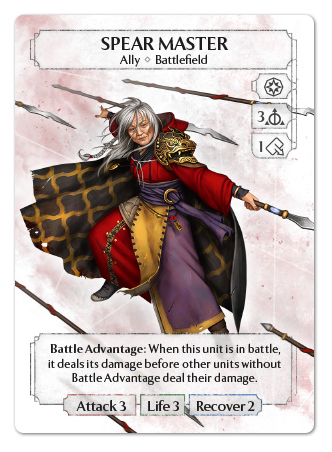 SPEAR MASTER
Ally ◇ Battlefield
3
1
Battle Advantage: When this unit is in battle,
it deals its damage before other units without
Battle Advantage deal their damage.
Attack 3 Life 3 Recover 2